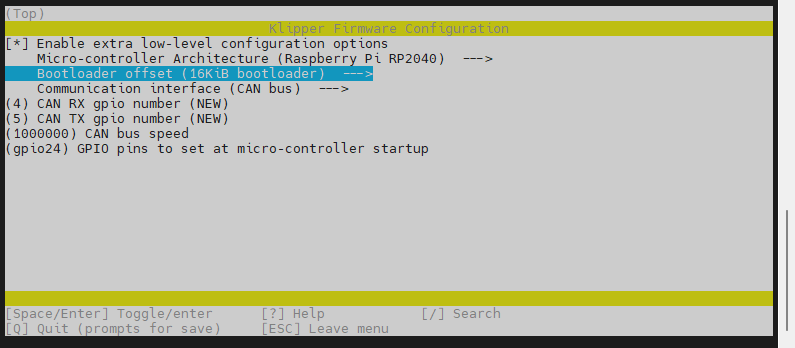 (Top)
Klipper Firmware Configuration
[*] Enable extra low-level configuration options
Micro-controller Architecture (Raspberry Pi RP2040)  --->
Bootloader offset (16KiB bootloader)  --->
Communication interface (CAN bus)  --->
(4) CAN RX gpio number (NEW)
(5) CAN TX gpio number (NEW)
(1000000) CAN bus speed
(gpio24) GPIO pins to set at micro-controller startup
[Space/Enter] Toggle/enter [?] Help [/] Search
[Q] Quit (prompts for save) [ESC] Leave menu